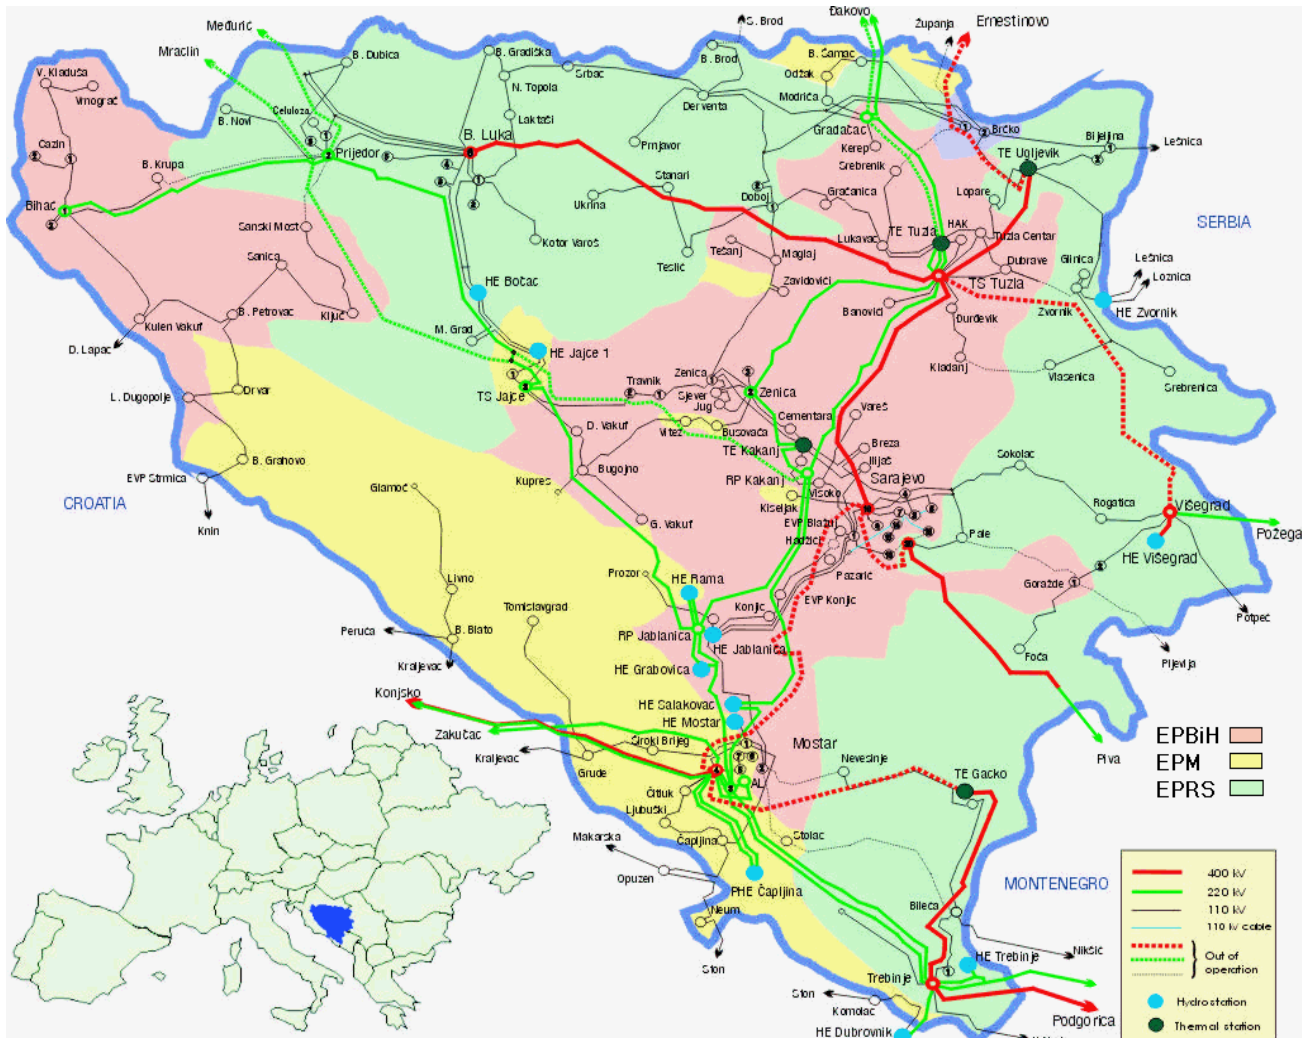 Đakovo
Županja
Ernestinovo
S. Brod
Međurić
Mraclin
B. Dubica
B. Gradiška
B. Brod
B. Šamac
Odžak
V. Kladuša
Vrnograč
Srbac
N. Topola
Derventa
Modriča
Celuloza
B. Novi
Laktaši
Gradačac
Brčko
Bijeljina
Lešnica
B. Luka
Cazin
Prijedor
Prnjavor
Kerep
Srebrenik
TE Ugljevik
B. Krupa
Stanari
Doboj
Gračanica
Lopare
Bihać
Ukrina
SERBIA
Sanski Most
Kotor Varoš
Lukavac
TE Tuzla
HAK
Tuzla Centar
Tešanj
Maglaj
Teslić
Sanica
Dubrave
Glinica
Lešnica
Loznica
HE Bočac
Zavidovići
TS Tuzla
Banovići
Đurđevik
Zvornik
HE Zvornik
Ključ
B. Petrovac
Kulen Vakuf
M. Grad
D. Lapac
HE Jajce 1
Kladanj
Vlasenica
Srebrenica
Zenica
Travnik
Sjever
Jug
Zenica
L. Dugopolje
Drvar
TS Jajce
Cementara
Vareš
D. Vakuf
Vitez
Busovača
TE Kakanj
Breza
Ilijaš
B. Grahovo
Bugojno
Sokolac
EVP Strmica
Kupres
RP Kakanj
Sarajevo
Glamoč
Visoko
CROATIA
Kiseljak
Rogatica
Višegrad
Knin
G. Vakuf
EVP Blažuj
Hadžići
Pale
Požega
HE Višegrad
Pazarić
Prozor
HE Rama
Goražde
Livno
EVP Konjic
Tomislavgrad
Konjic
Potpeć
Peruća
B. Blato
RP Jablanica
HE Jablanica
Foča
Pljevlja
Kraljevac
HE Grabovica
Konjsko
HE Salakovac
HE Mostar
Zakučac
Široki Brijeg
Mostar
EPBiH
Kraljevac
Nevesinje
Piva
EPM
Grude
TE Gacko
AL
EPRS
Čitluk
Ljubuški
Makarska
Čapljina
Stolac
Opuzen
PHE Čapljina
MONTENEGRO
400 kV
220 kV
Bileća
110 kV
Neum
110 kV cable
Nikšić
Out of
operation
Ston
HE Trebinje
Trebinje
Ston
Hydro station
Komolac
Podgorica
Thermal station
HE Dubrovnik